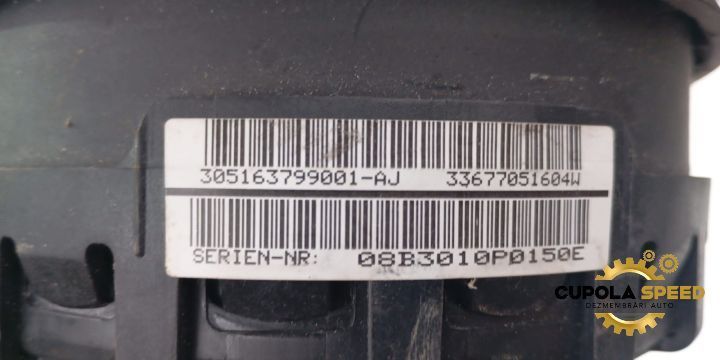 305163799001-AJ 33677051604W
SERIEN-NR: 08B3010P0150E
CUPOLA SPEED
DEZMEMBRĂRI AUTO